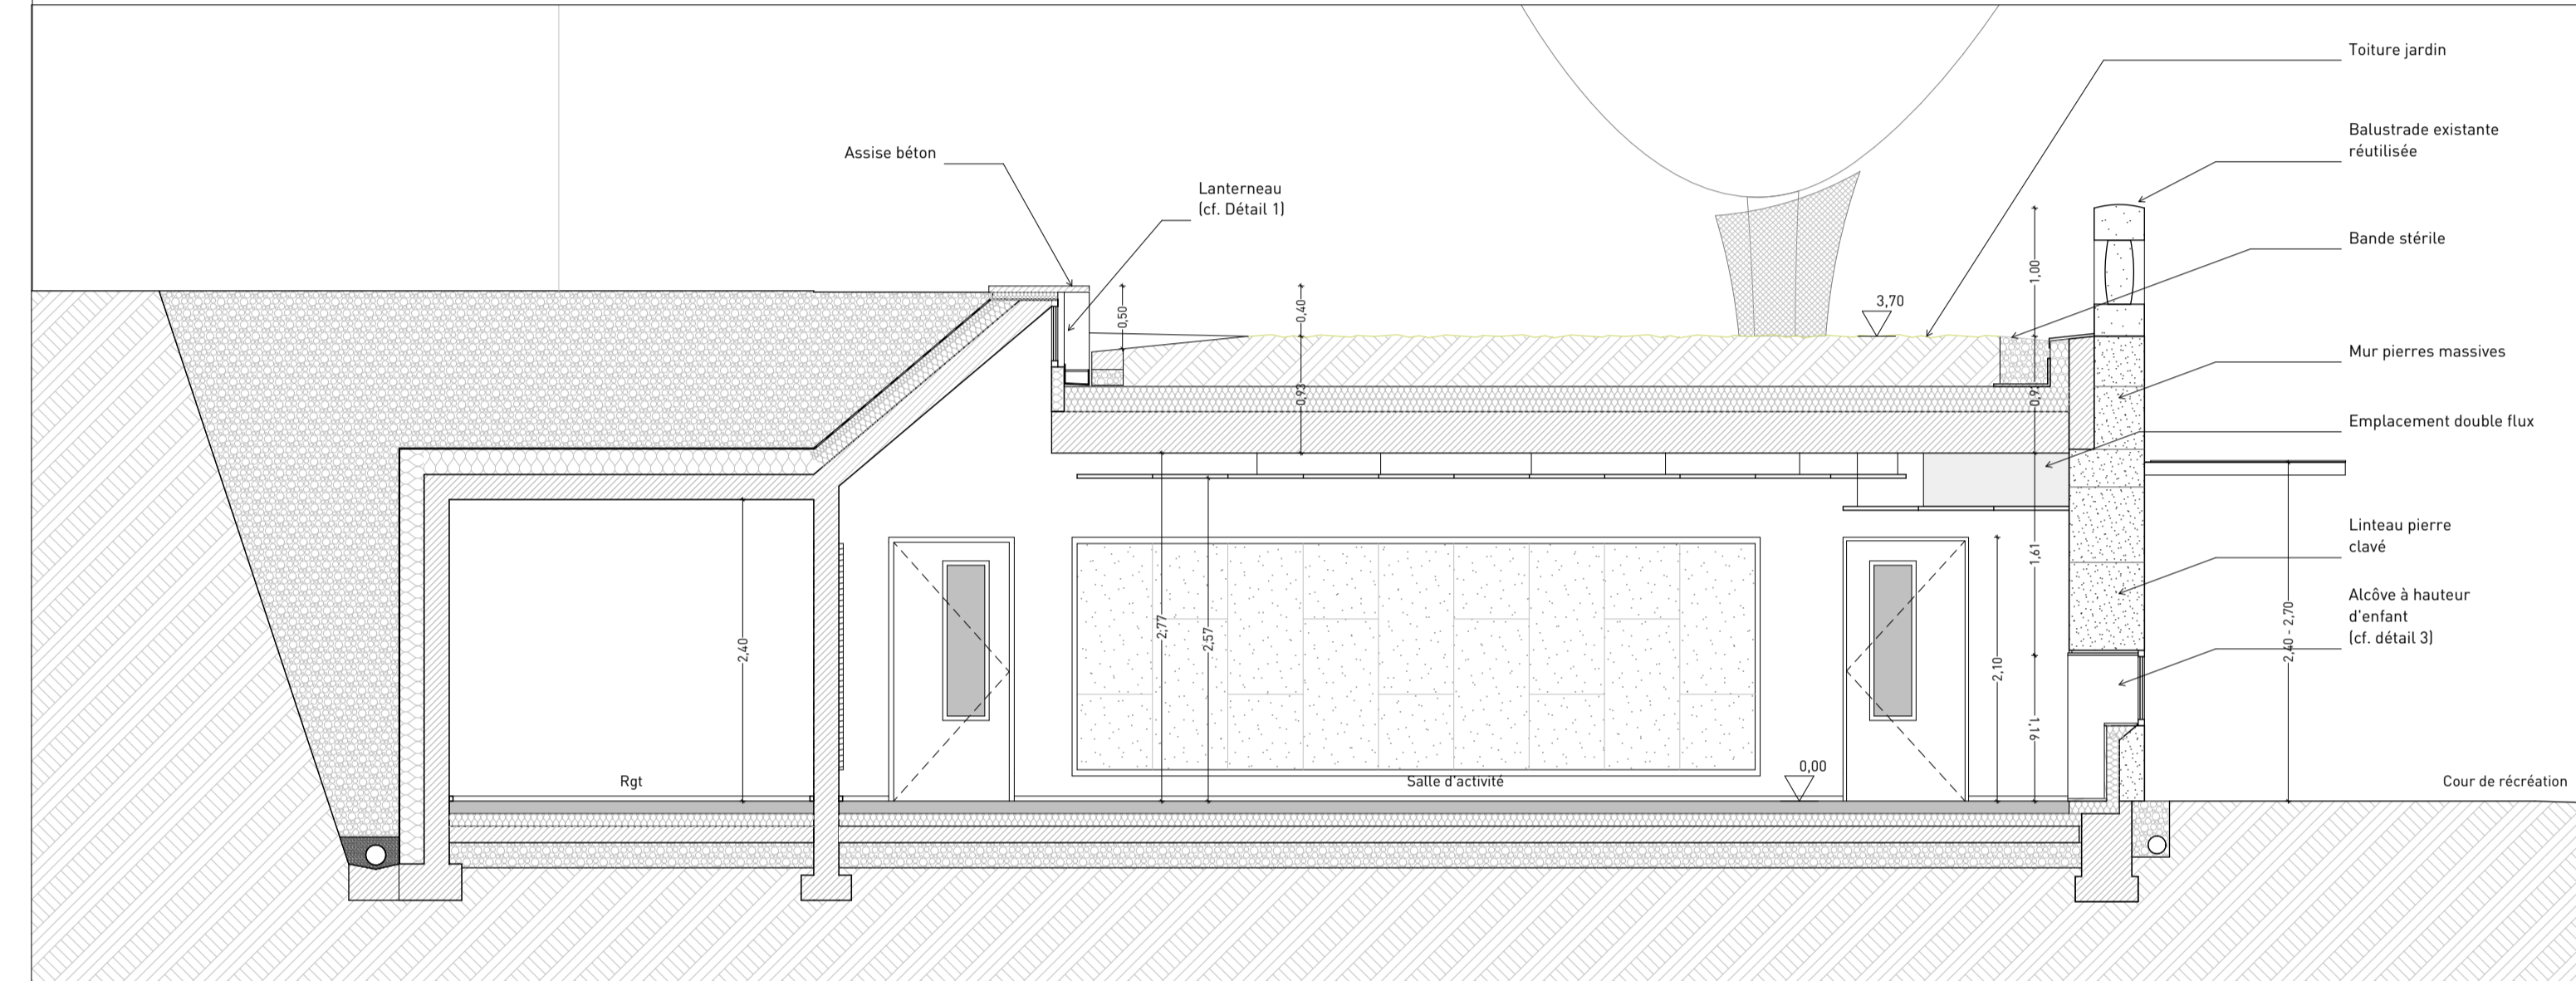 Toiture jardin
Balustrade existante
réutilisée
Assise béton
Lanterneau
(cf. Détail 1)
Bande stérile
1,00
0,50
0,40
3,70
Mur pierres massives
0,93
Emplacement double flux
Linteau pierre
clavé
1,61
Alcôve à hauteur
d'enfant
(cf. détail 3)
2,40
2,77
2,57
2,10
2,40 - 2,70
1,16
0,00
Rgt
Salle d'activité
Cour de récréation